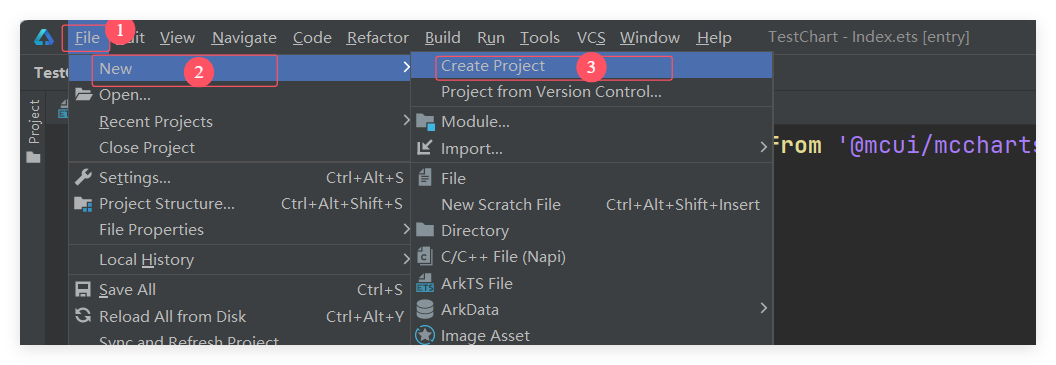 File Edit View Navigate Code Refactor Build Run Tools VCS Window Help TestChart - Index.ets [entry]
1
New
2
Create Project
3
Open...
Project from Version Control...
Recent Projects
Module...
Close Project
Import...
from '@mcui/mccharts
Project
Settings... Ctrl+Alt+S
File
Project Structure... Ctrl+Alt+Shift+S
New Scratch File Ctrl+Alt+Shift+Insert
File Properties
Directory
Local History
C/C++ File (Napi)
Save All Ctrl+S
ETS ArkTS File
Reload All from Disk Ctrl+Alt+Y
ArkData
Sync and Refresh Project
Image Asset